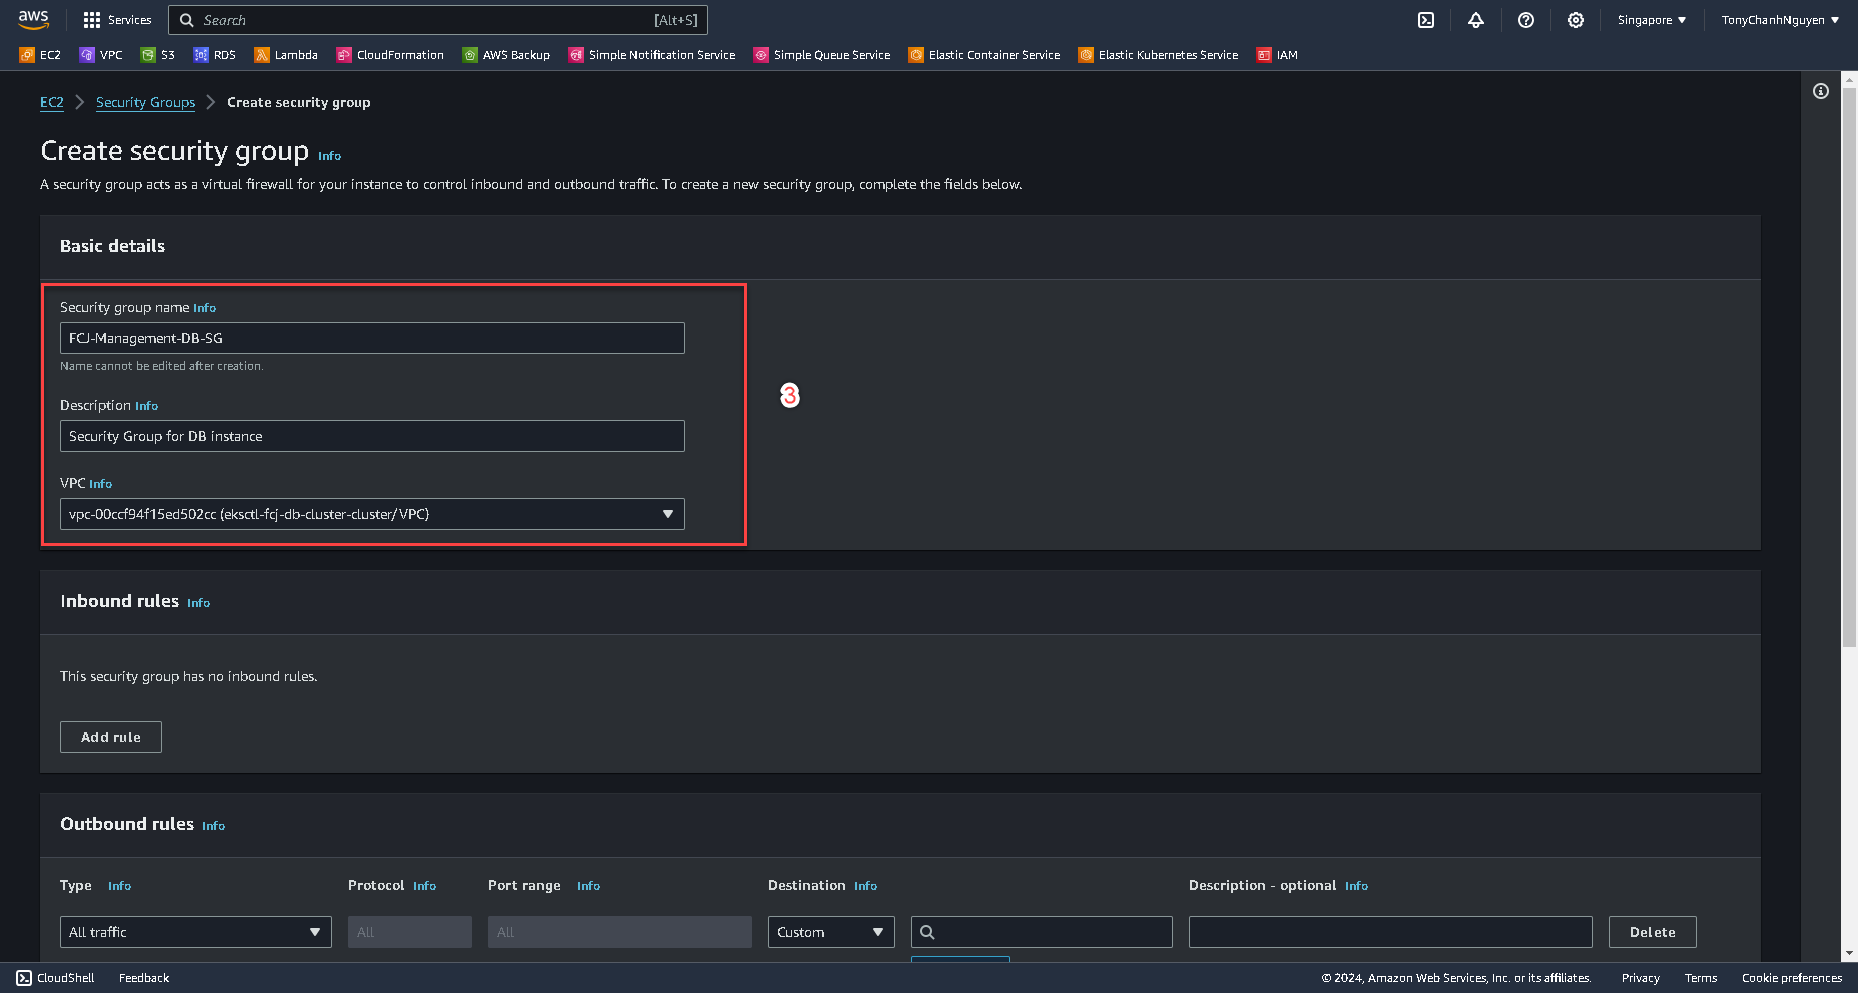 aws
Services
Search
[Alt+S]
Singapore
TonyChanhNguyen
EC2
VPC
S3
RDS
Lambda
CloudFormation
AWS Backup
Simple Notification Service
Simple Queue Service
Elastic Container Service
Elastic Kubernetes Service
IAM
EC2 > Security Groups > Create security group
Create security group Info
A security group acts as a virtual firewall for your instance to control inbound and outbound traffic. To create a new security group, complete the fields below.
Basic details
Security group name Info
FCJ-Management-DB-SG
Name cannot be edited after creation.
3
Description Info
Security Group for DB instance
VPC Info
vpc-00ccf94f15ed502cc (eksctl-fcj-db-cluster-cluster/VPC)
Inbound rules Info
This security group has no inbound rules.
Add rule
Outbound rules Info
Type Info
Protocol Info
Port range Info
Destination Info
Description - optional Info
All traffic
All
All
Custom
Delete
CloudShell
Feedback
© 2024, Amazon Web Services, Inc. or its affiliates.
Privacy
Terms
Cookie preferences